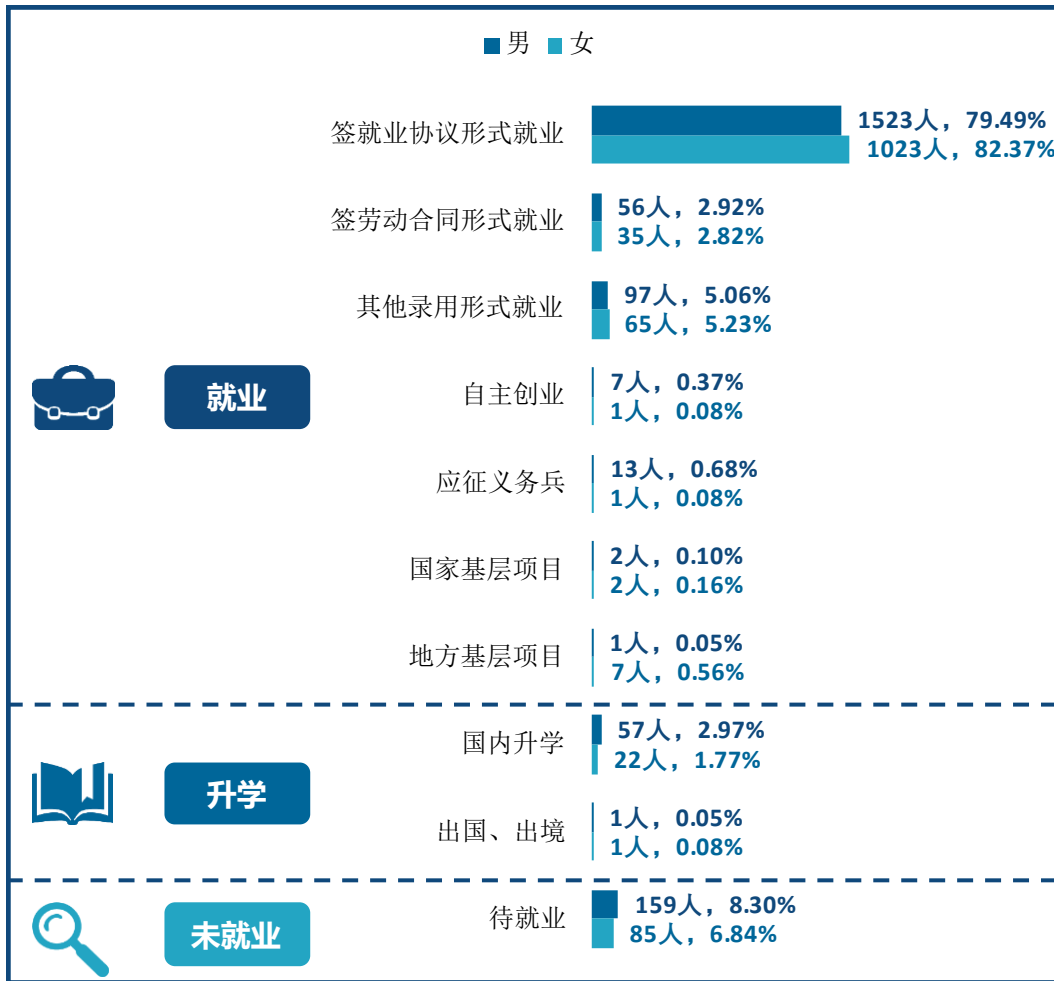 男 女
签就业协议形式就业
1523人，79.49%
1023人，82.37%
签劳动合同形式就业
56人，2.92%
35人，2.82%
其他录用形式就业
97人，5.06%
65人，5.23%
就业
自主创业
7人，0.37%
1人，0.08%
应征义务兵
13人，0.68%
1人，0.08%
国家基层项目
2人，0.10%
2人，0.16%
地方基层项目
1人，0.05%
7人，0.56%
升学
国内升学
57人，2.97%
22人，1.77%
出国、出境
1人，0.05%
1人，0.08%
未就业
待就业
159人，8.30%
85人，6.84%